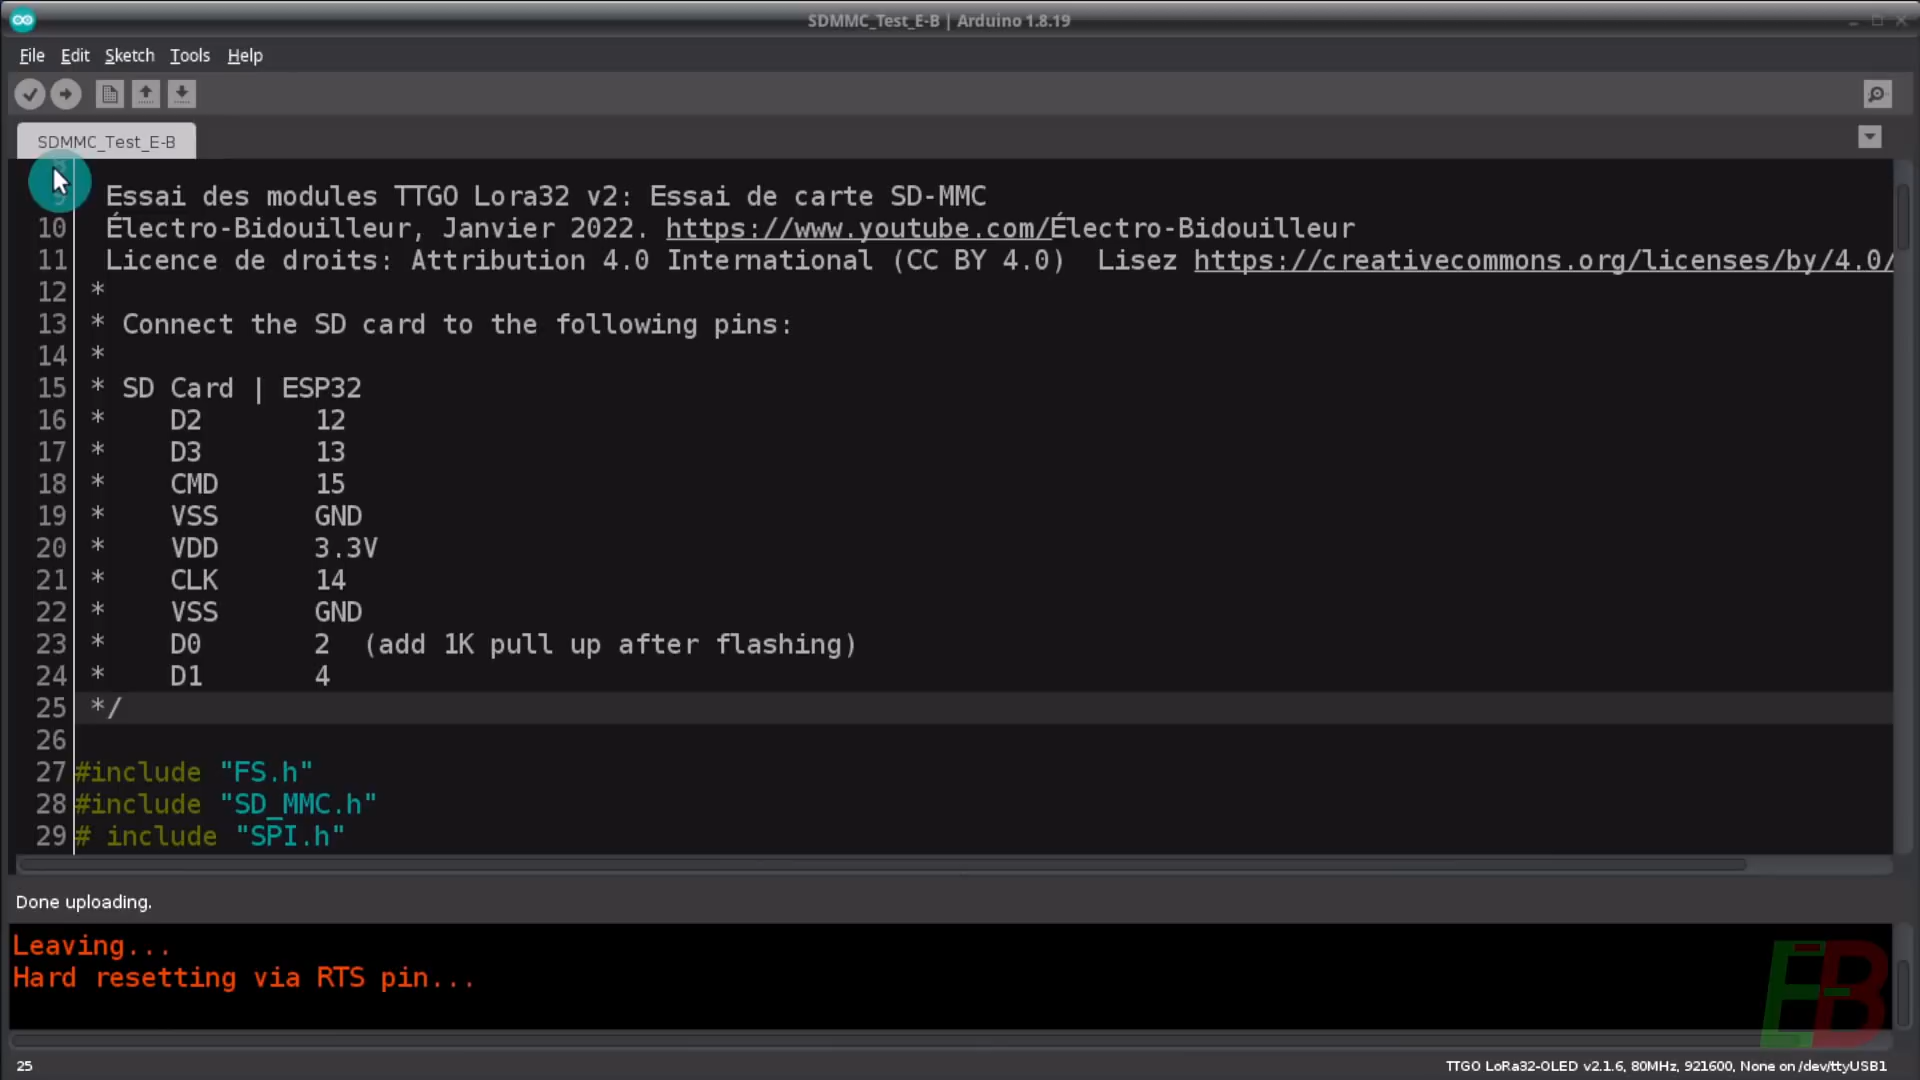 SDMMC_Test_E-B | Arduino 1.8.19
File Edit Sketch Tools Help
SDMMC_Test_E-B
9 Essai des modules TTGO Lora32 v2: Essai de carte SD-MMC
10 Électro-Bidouilleur, Janvier 2022. https://www.youtube.com/Électro-Bidouilleur
11 Licence de droits: Attribution 4.0 International (CC BY 4.0) Lisez https://creativecommons.org/licenses/by/4.0/
12 *
13 * Connect the SD card to the following pins:
14 *
15 * SD Card | ESP32
16 * D2 12
17 * D3 13
18 * CMD 15
19 * VSS GND
20 * VDD 3.3V
21 * CLK 14
22 * VSS GND
23 * D0 2 (add 1K pull up after flashing)
24 * D1 4
25 */
26
27 #include "FS.h"
28 #include "SD_MMC.h"
29 # include "SPI.h"
Done uploading.
Leaving...
Hard resetting via RTS pin...
E-B
25
TTGO LoRa32-OLED v2.1.6, 80MHz, 921600, None on /dev/ttyUSB1